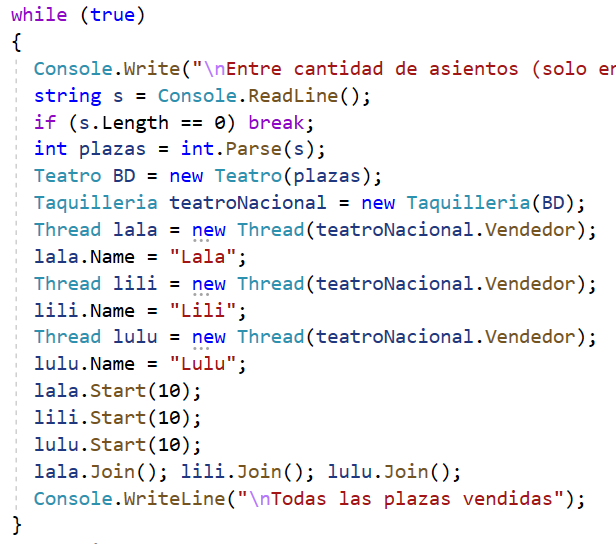 while (true)
{
Console.Write("\nEntre cantidad de asientos (solo
string s = Console.ReadLine();
if (s.Length == 0) break;
int plazas = int.Parse(s);
Teatro BD = new Teatro(plazas);
Taquilleria teatroNacional = new Taquilleria(BD);
Thread lala = new Thread(teatroNacional.Vendedor);
lala.Name = "Lala";
Thread lili = new Thread(teatroNacional.Vendedor);
lili.Name = "Lili";
Thread lulu = new Thread(teatroNacional.Vendedor);
lulu.Name = "Lulu";
lala.Start(10);
lili.Start(10);
lulu.Start(10);
lala.Join(); lili.Join(); lulu.Join();
Console.WriteLine("\nTodas las plazas vendidas");
}